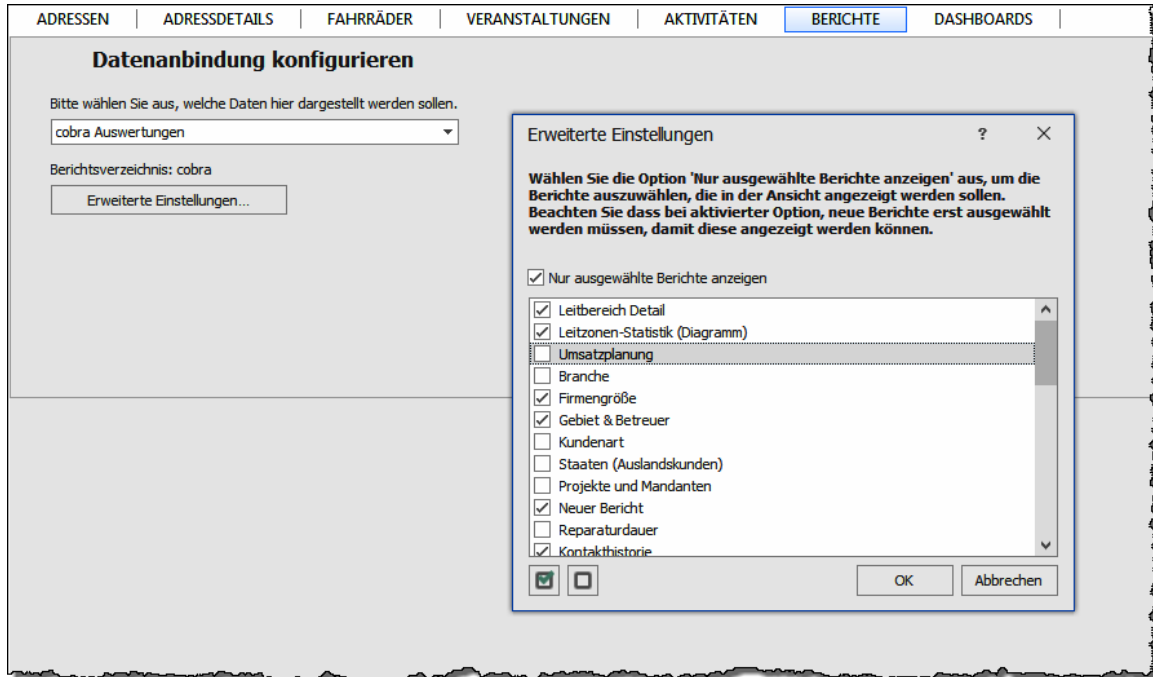 ADRESSEN ADRESSDETAILS FAHRRÄDER VERANSTALTUNGEN AKTIVITÄTEN BERICHTE DASHBOARDS
Datenanbindung konfigurieren
Bitte wählen Sie aus, welche Daten hier dargestellt werden sollen.
cobra Auswertungen
Berichtsverzeichnis: cobra
Erweiterte Einstellungen...
Erweiterte Einstellungen ?
Wählen Sie die Option 'Nur ausgewählte Berichte anzeigen' aus, um die
Berichte auszuwählen, die in der Ansicht angezeigt werden sollen.
Beachten Sie dass bei aktivierter Option, neue Berichte erst ausgewählt
werden müssen, damit diese angezeigt werden können.
Nur ausgewählte Berichte anzeigen
Leitbereich Detail
Leitzonen-Statistik (Diagramm)
Umsatzplanung
Branche
Firmengröße
Gebiet & Betreuer
Kundenart
Staaten (Auslandskunden)
Projekte und Mandanten
Neuer Bericht
Reparaturdauer
Kontakthistorie
OK Abbrechen